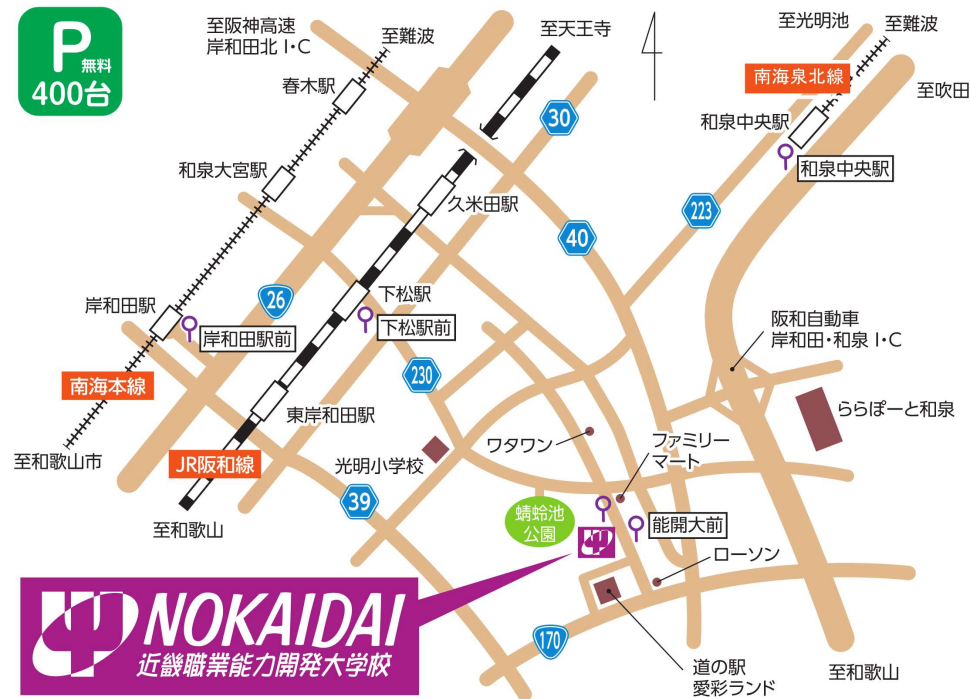 P
無料
400台
至阪神高速
岸和田北 I・C
至難波
春木駅
至天王寺
至光明池
至難波
南海泉北線
至吹田
30
和泉中央駅
和泉中央駅
和泉大宮駅
久米田駅
223
40
岸和田駅
26
下松駅
岸和田駅前
下松駅前
阪和自動車
岸和田・和泉 I・C
南海本線
230
東岸和田駅
ららぽーと和泉
ワタワン
ファミリー
マート
至和歌山市
JR阪和線
光明小学校
39
蜻蛉池
公園
能開大前
至和歌山
ローソン
NOKAIDAI
近畿職業能力開発大学校
170
道の駅
愛彩ランド
至和歌山